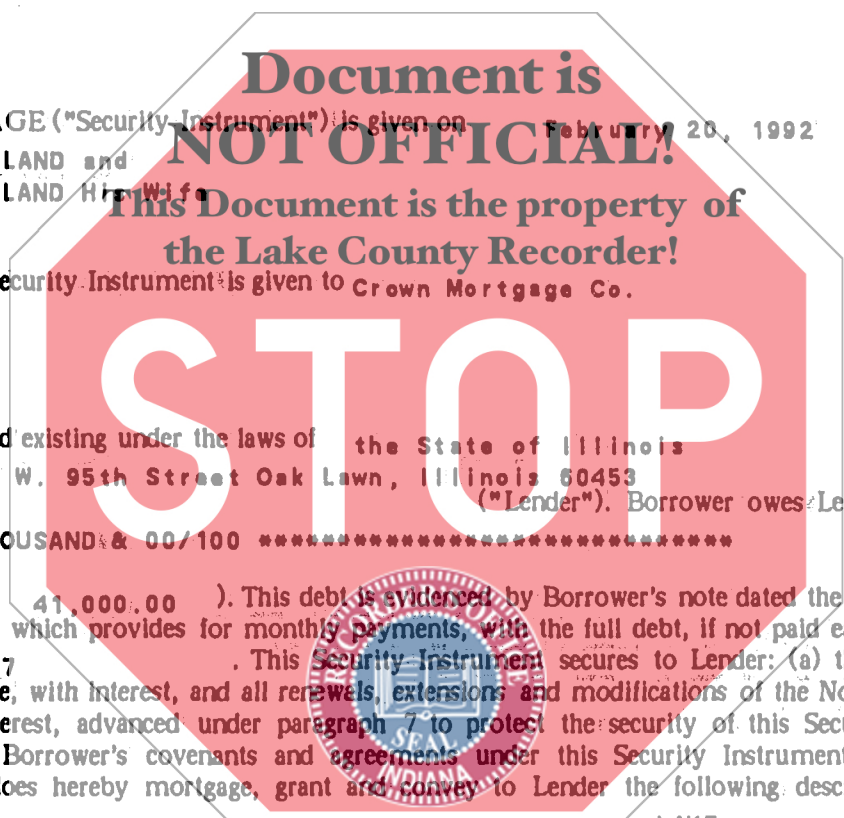 Document is
GE ("Security Instrument") is given on February 20, 1992
NOT OFFICIAL!
LAND and
LAND His Wife
This Document is the property of
the Lake County Recorder!
ecurity Instrument is given to Crown Mortgage Co.
STOP
d existing under the laws of the State of Illinois
W. 95th Street Oak Lawn, Illinois 60453
("Lender"). Borrower owes Le
OUSAND & 00/100 ******************************
41,000.00 ). This debt is evidenced by Borrower's note dated the
which provides for monthly payments, with the full debt, if not paid e
7 . This Security Instrument secures to Lender: (a) t
e, with interest, and all renewals, extensions and modifications of the No
erest, advanced under paragraph 7 to protect the security of this Secu
Borrower's covenants and agreements under this Security Instrument
oes hereby mortgage, grant and convey to Lender the following desc
SEAL
INDIANA